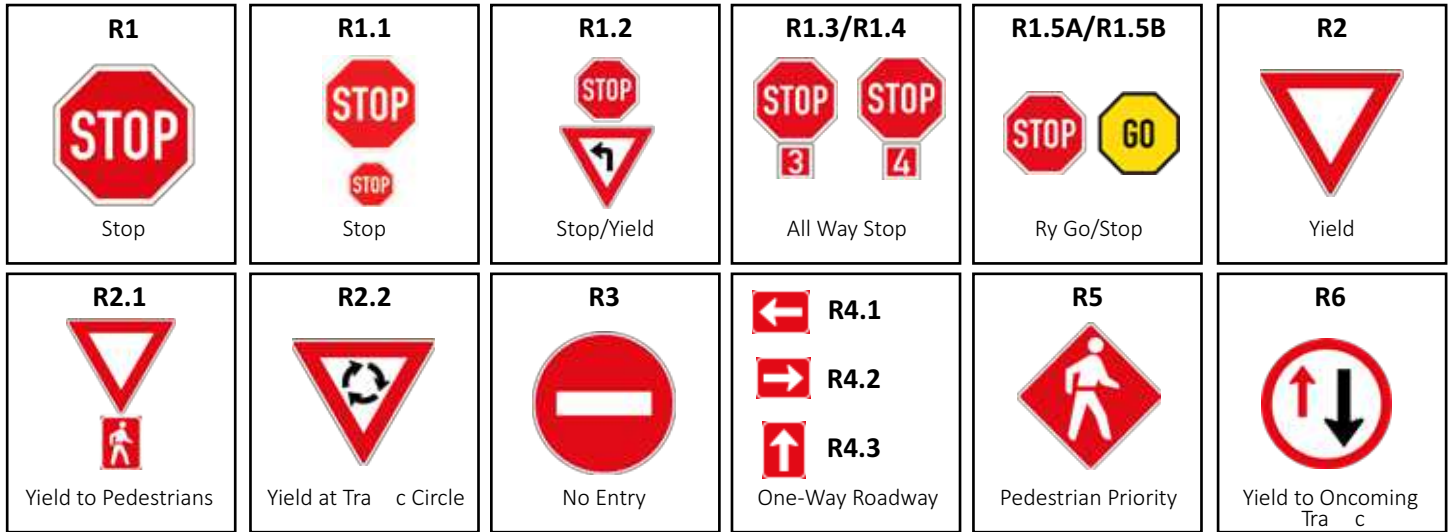 R1
STOP
Stop
R1.1
STOP
STOP
Stop
R1.2
STOP
Stop/Yield
R1.3/R1.4
STOP STOP
3 4
All Way Stop
R1.5A/R1.5B
STOP GO
Ry Go/Stop
R2
Yield
R2.1
Yield to Pedestrians
R2.2
Yield at Tra c Circle
R3
No Entry
R4.1
R4.2
R4.3
One-Way Roadway
R5
Pedestrian Priority
R6
Yield to Oncoming
Tra c